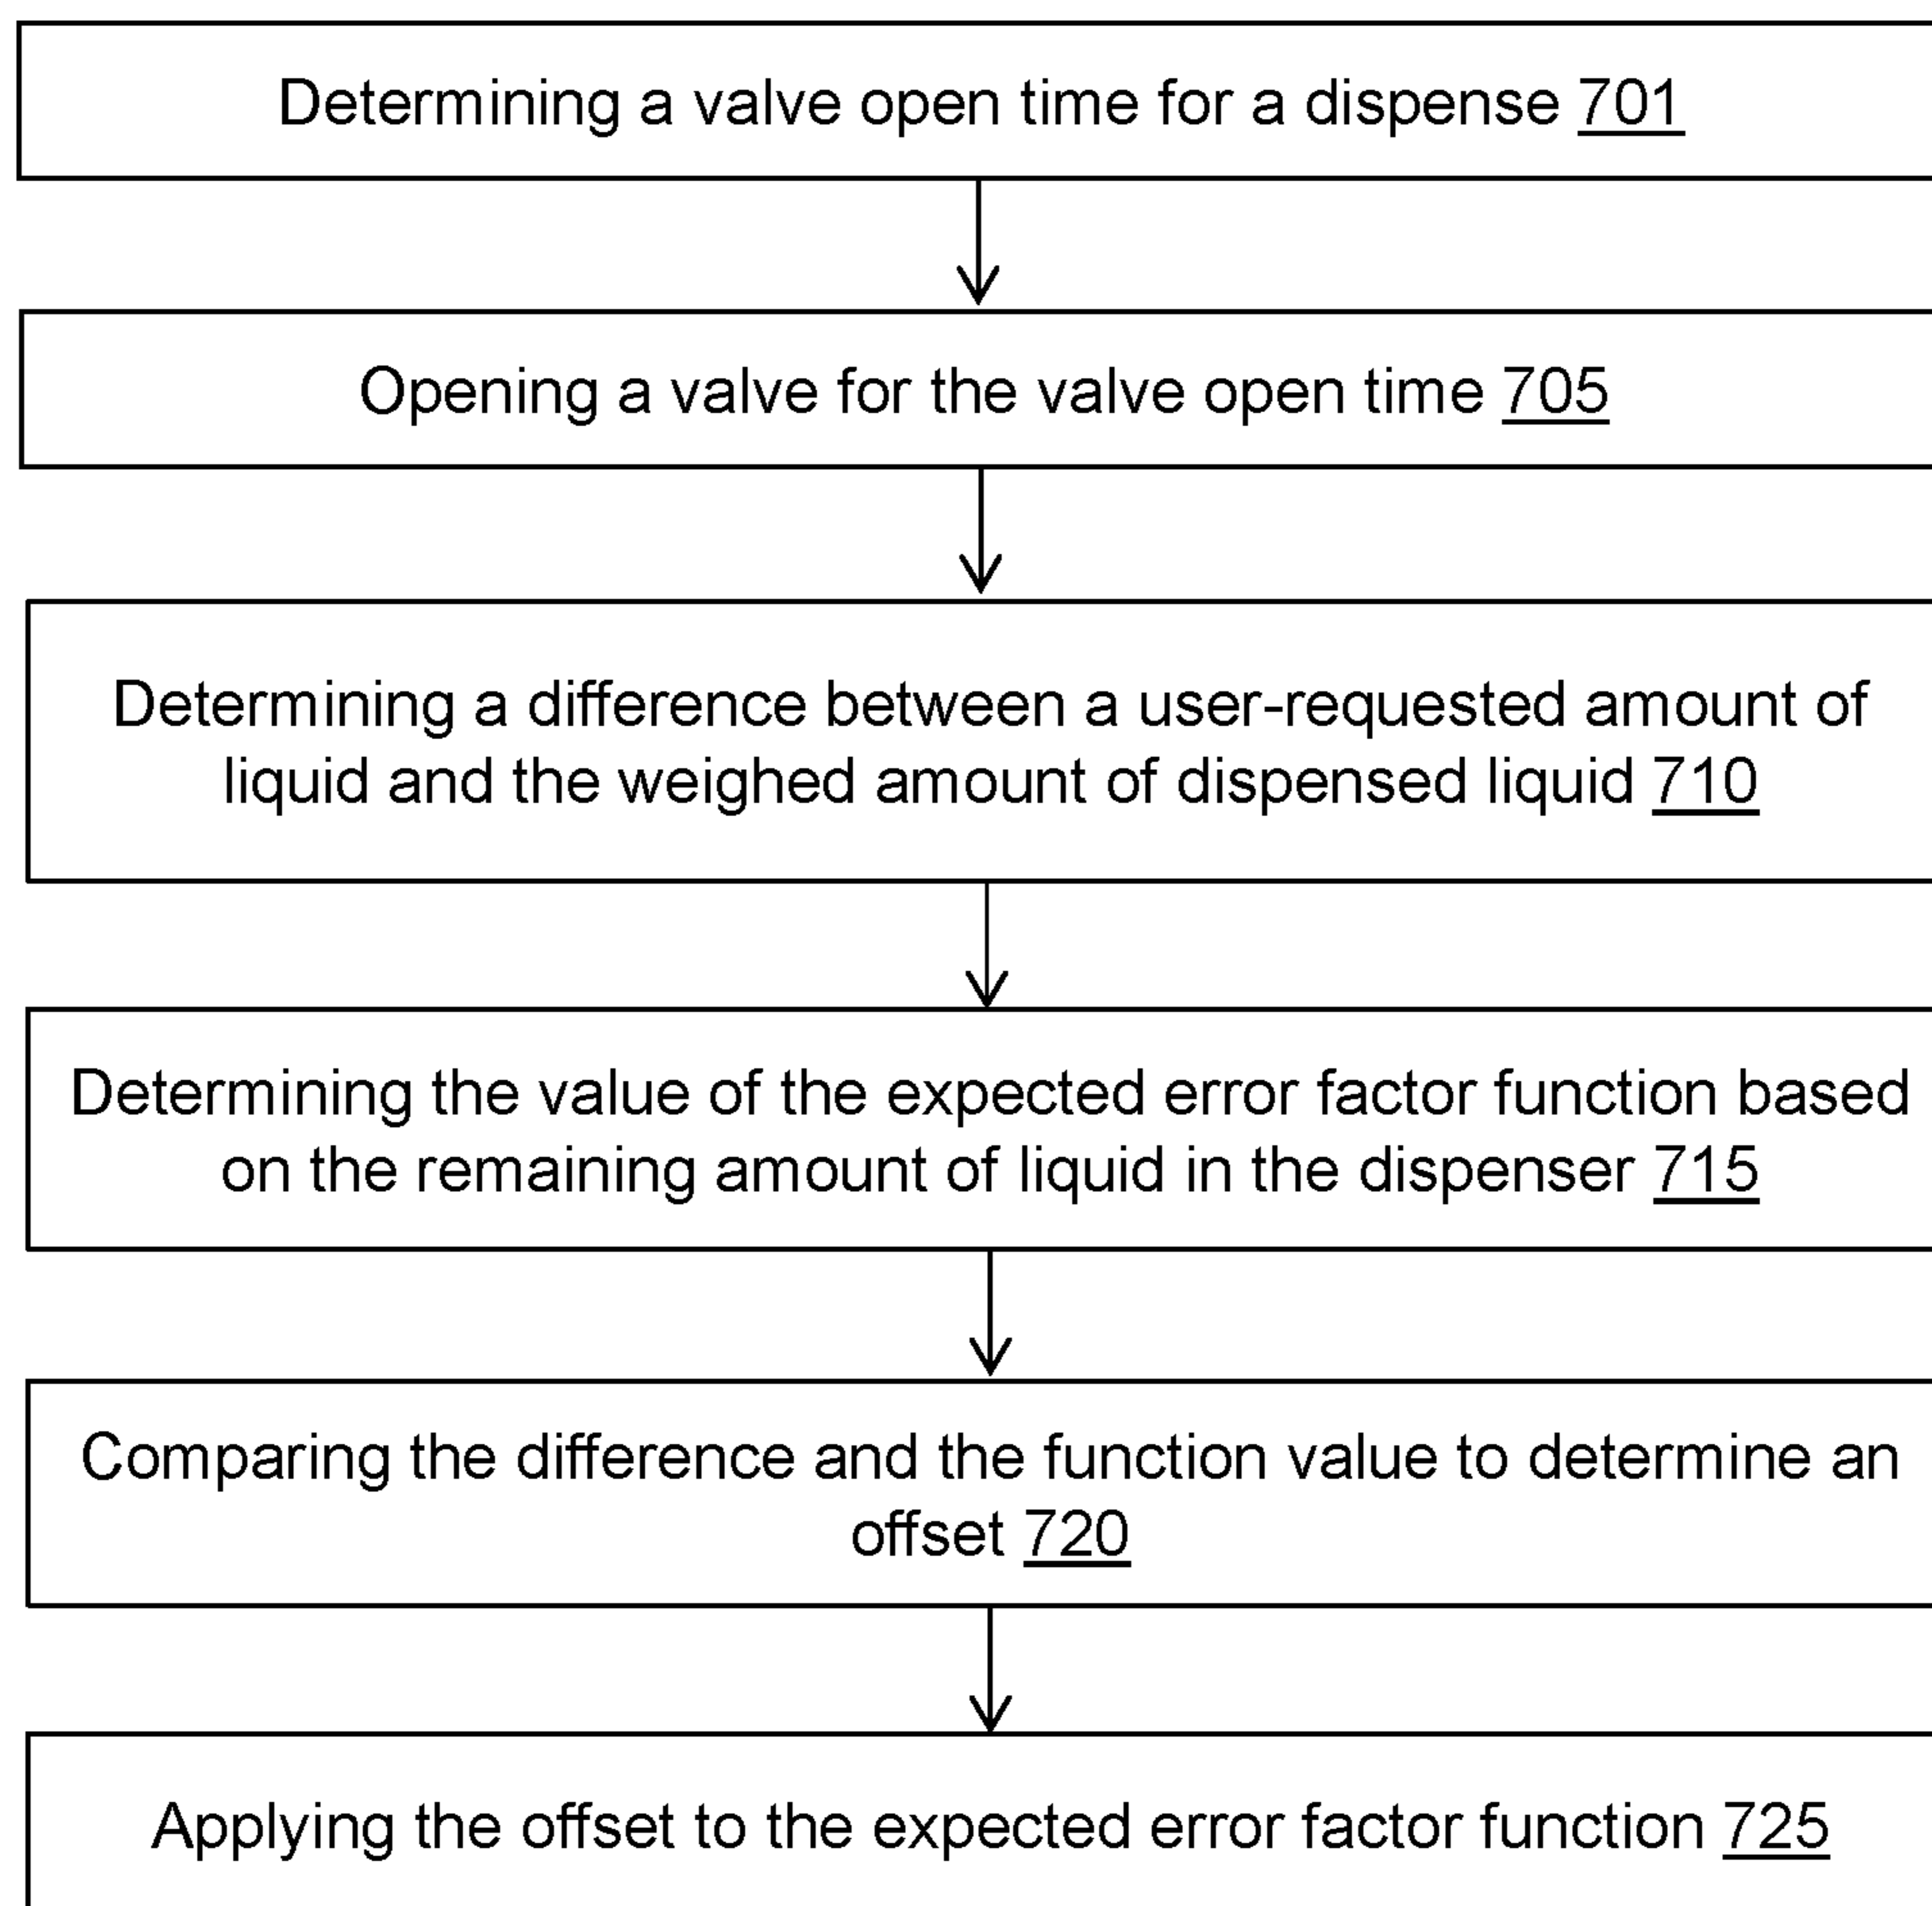 Determining a valve open time for a dispense 701
Opening a valve for the valve open time 705
Determining a difference between a user-requested amount of
liquid and the weighed amount of dispensed liquid 710
Determining the value of the expected error factor function based
on the remaining amount of liquid in the dispenser 715
Comparing the difference and the function value to determine an
offset 720
Applying the offset to the expected error factor function 725